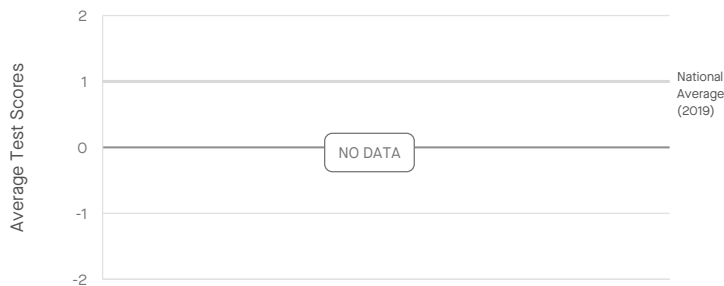 2
1
National
Average
(2019)
0
NO DATA
-1
-2
Average Test Scores